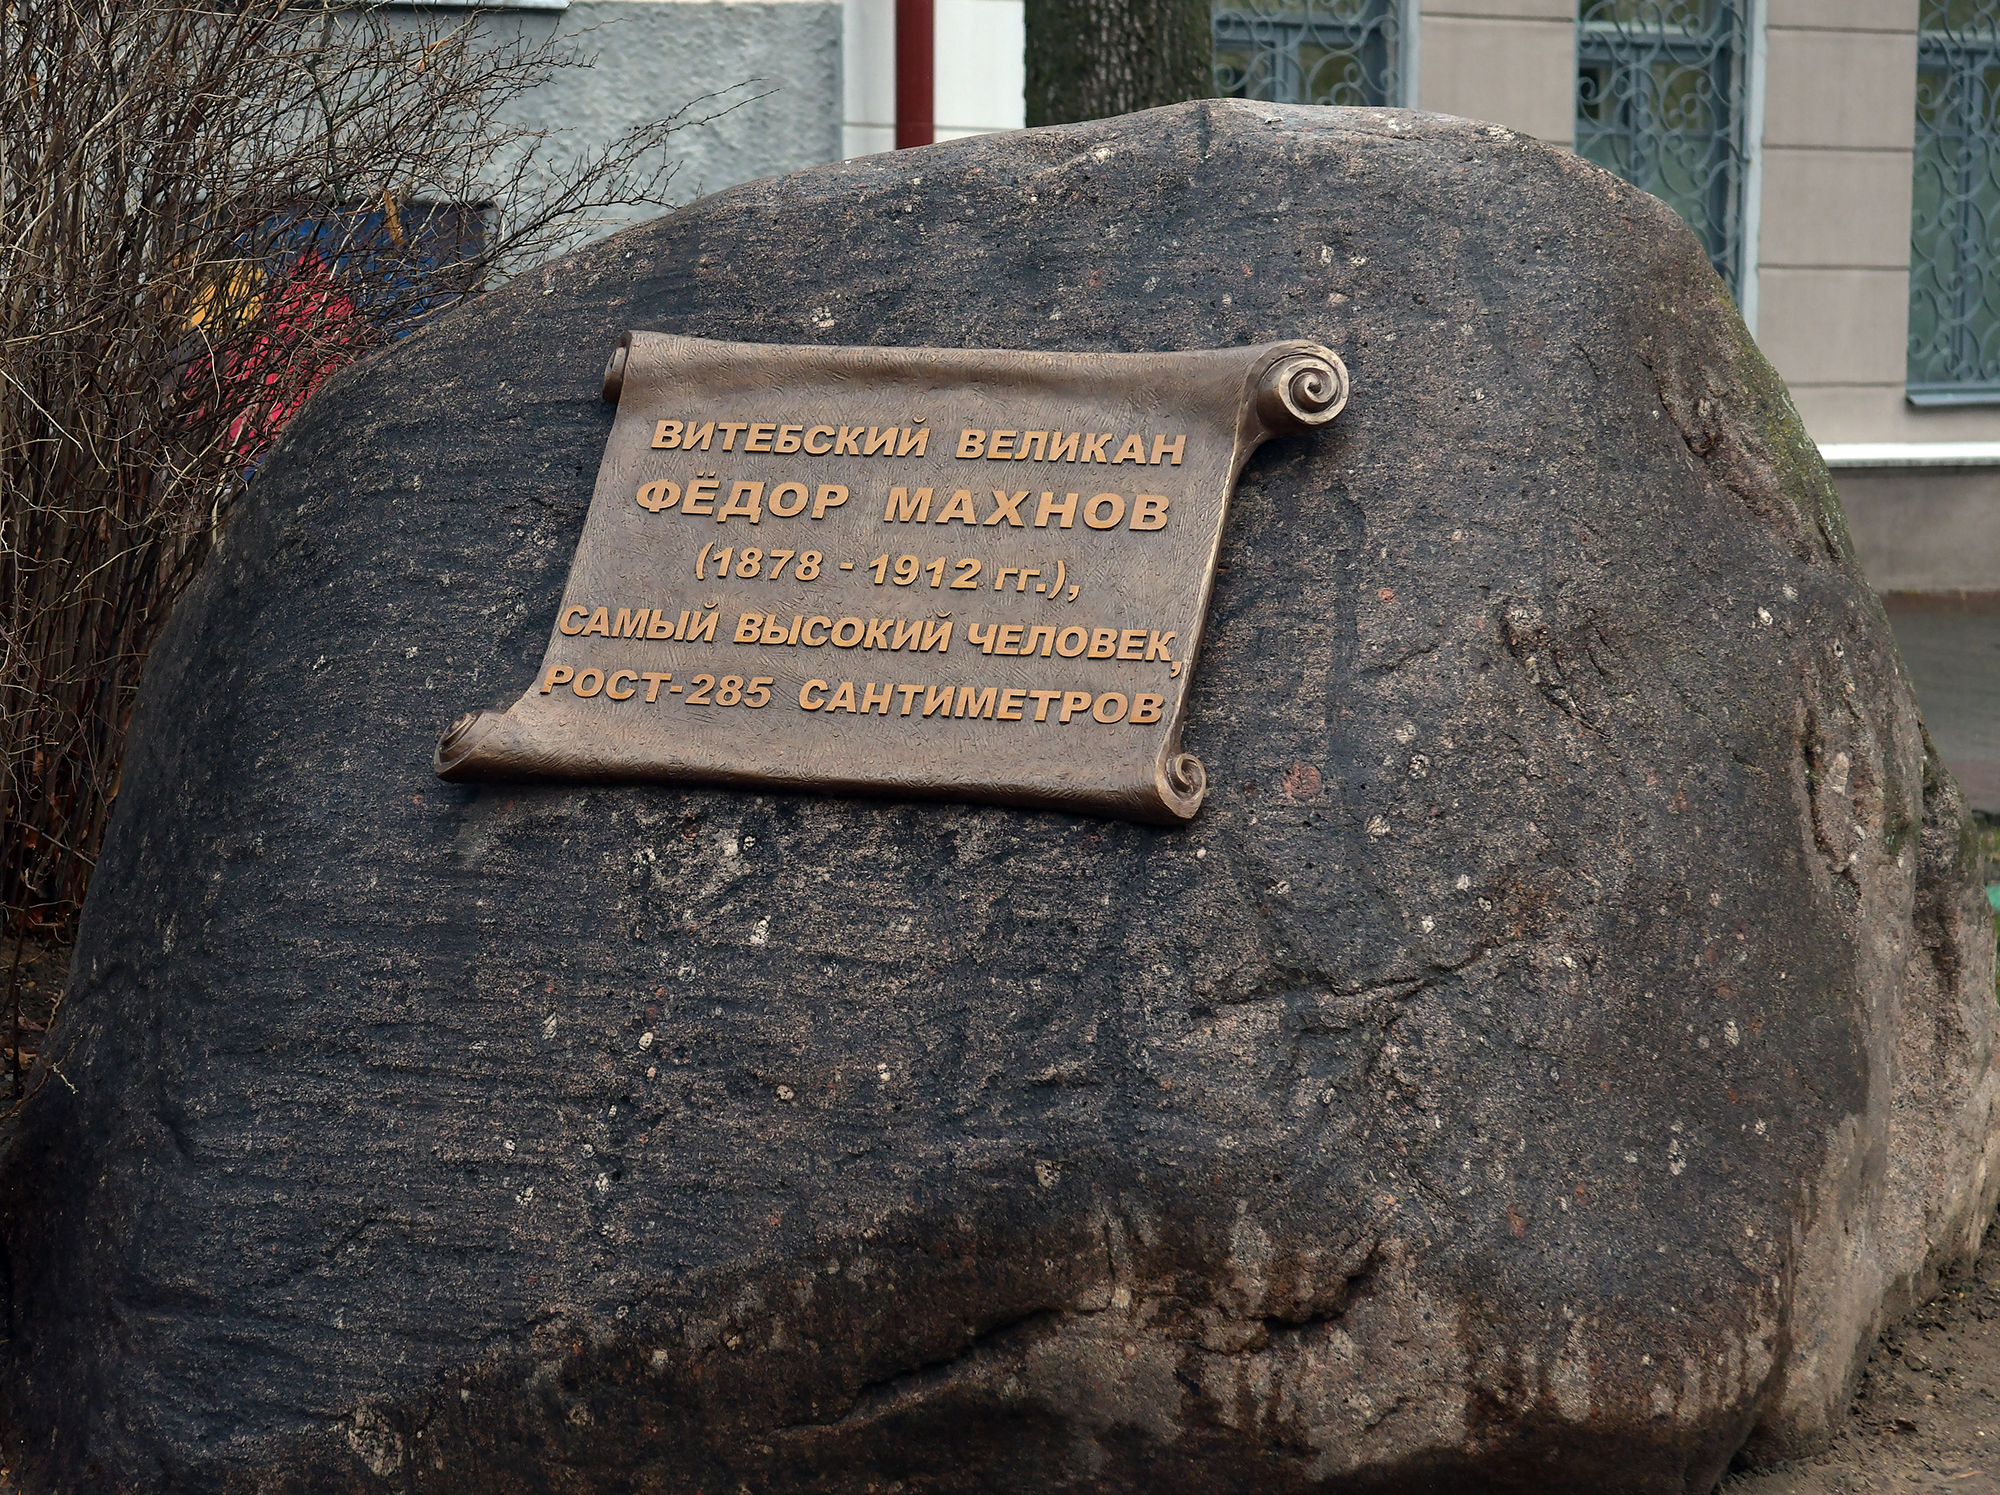 ВИТЕБСКИЙ ВЕЛИКАН
ФЁДОР МАХНОВ
(1878 - 1912 гг.),
САМЫЙ ВЫСОКИЙ ЧЕЛОВЕК,
РОСТ-285 САНТИМЕТРОВ